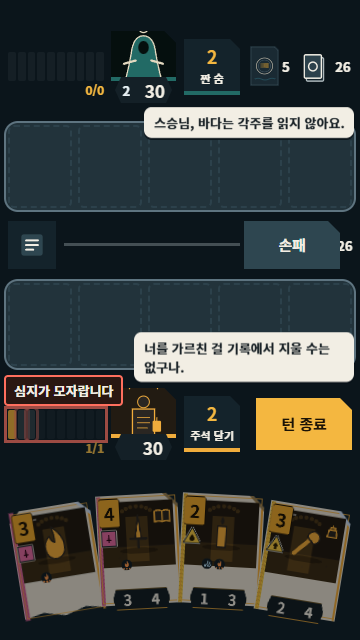 0/0
2 30
2
짠 숨
5
26
스승님, 바다는 각주를 읽지 않아요.
손패
26
너를 가르친 걸 기록에서 지울 수는
없구나.
심지가 모자랍니다
1/1
30
2
주석 달기
턴 종료
3
4
3 4
2
1 3
3
2 4